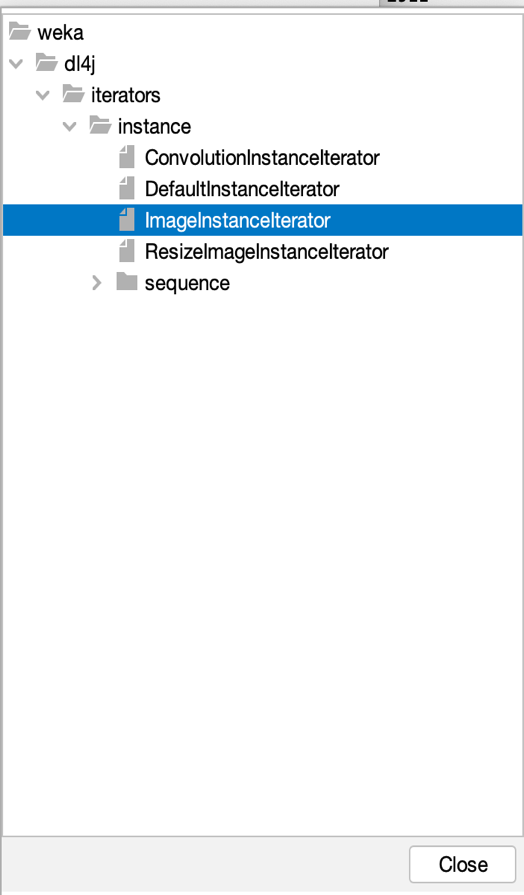 weka
dl4j
iterators
instance
ConvolutionInstanceIterator
DefaultInstanceIterator
ImageInstanceIterator
ResizeImageInstanceIterator
sequence
Close